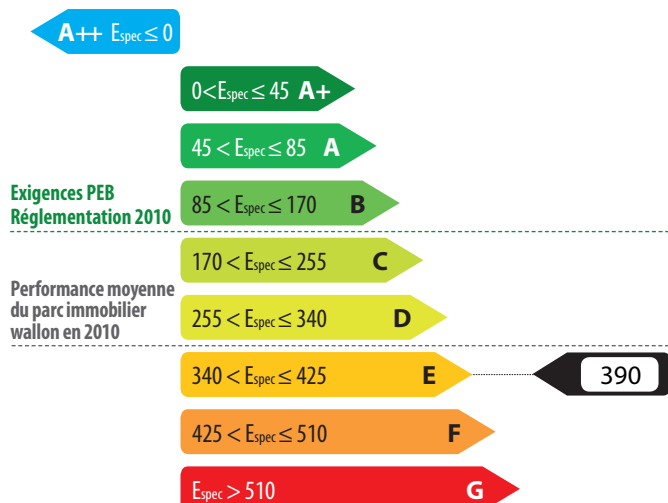 A++ Espec ≤ 0
0<Espec ≤ 45 A+
45 < Espec ≤ 85 A
Exigences PEB
Réglementation 2010
85 < Espec ≤ 170 B
170 < Espec ≤ 255 C
Performance moyenne
du parc immobilier
wallon en 2010
255 < Espec ≤ 340 D
340 < Espec ≤ 425 E
390
425 < Espec ≤ 510 F
Espec > 510 G